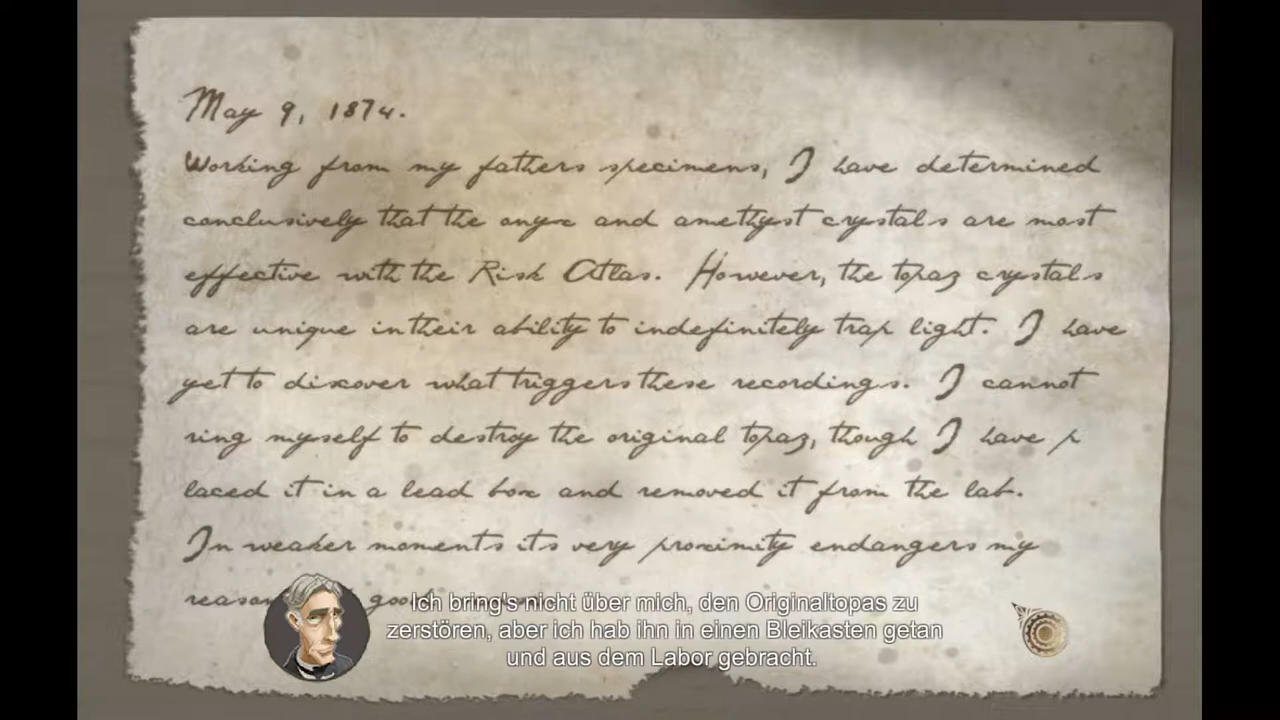 May 9, 1874.
Working from my fathers specimens, I have determined
conclusively that the onyx and amethyst crystals are most
effective with the Risk Atlas. However, the topaz crystals
are unique in their ability to indefinitely trap light. I have
yet to discover what triggers these recordings. I cannot
ring myself to destroy the original topaz, though I have p
laced it in a lead box and removed it from the lab.
In weaker moments its very proximity endangers my
reason good
Ich bring's nicht über mich, den Originaltopas zu
zerstören, aber ich hab ihn in einen Bleikasten getan
und aus dem Labor gebracht.